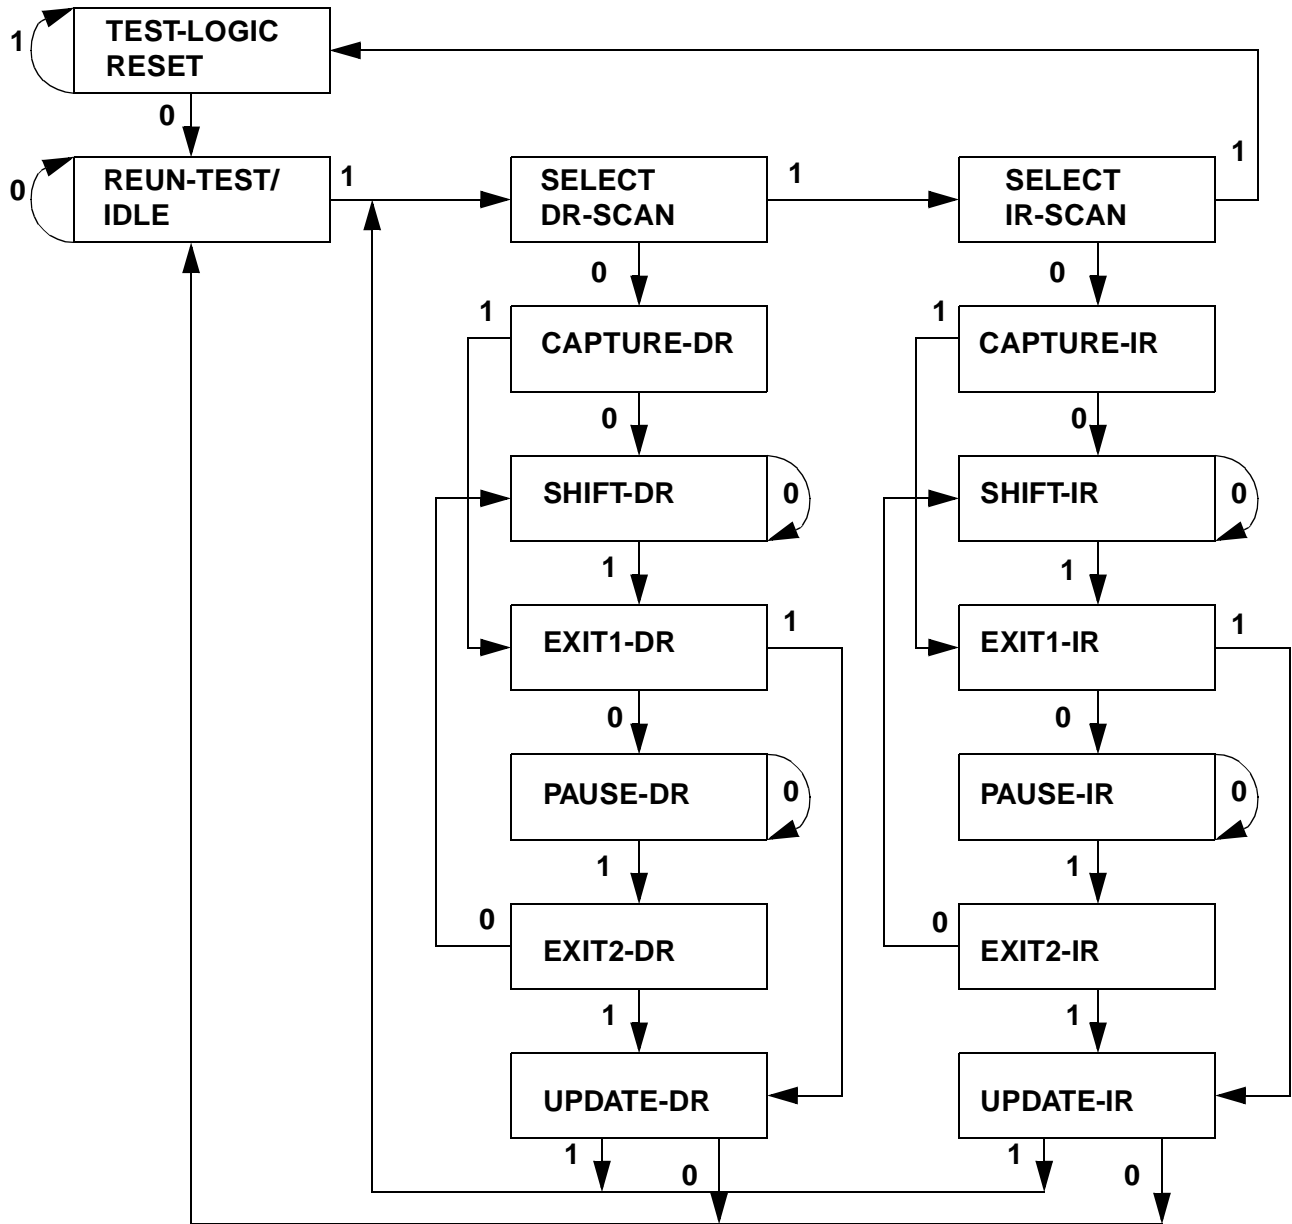 1
TEST-LOGIC
RESET
0
0
REUN-TEST/
IDLE
1
SELECT
DR-SCAN
1
SELECT
IR-SCAN
1
0
0
1
CAPTURE-DR
1
CAPTURE-IR
0
0
SHIFT-DR
0
SHIFT-IR
0
1
1
EXIT1-DR
1
EXIT1-IR
1
0
0
PAUSE-DR
0
PAUSE-IR
0
1
1
0
EXIT2-DR
0
EXIT2-IR
1
1
UPDATE-DR
UPDATE-IR
1
0
1
0